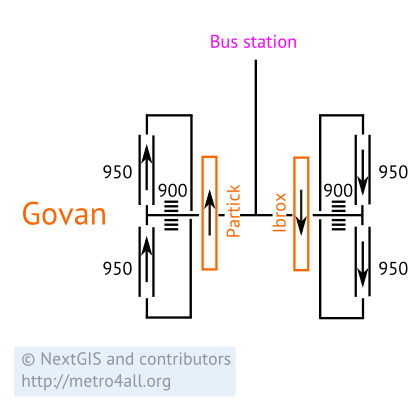 Bus station
950
900
900
950
Govan
Partick
Ibrox
950
950
© NextGIS and contributors
http://metro4all.org